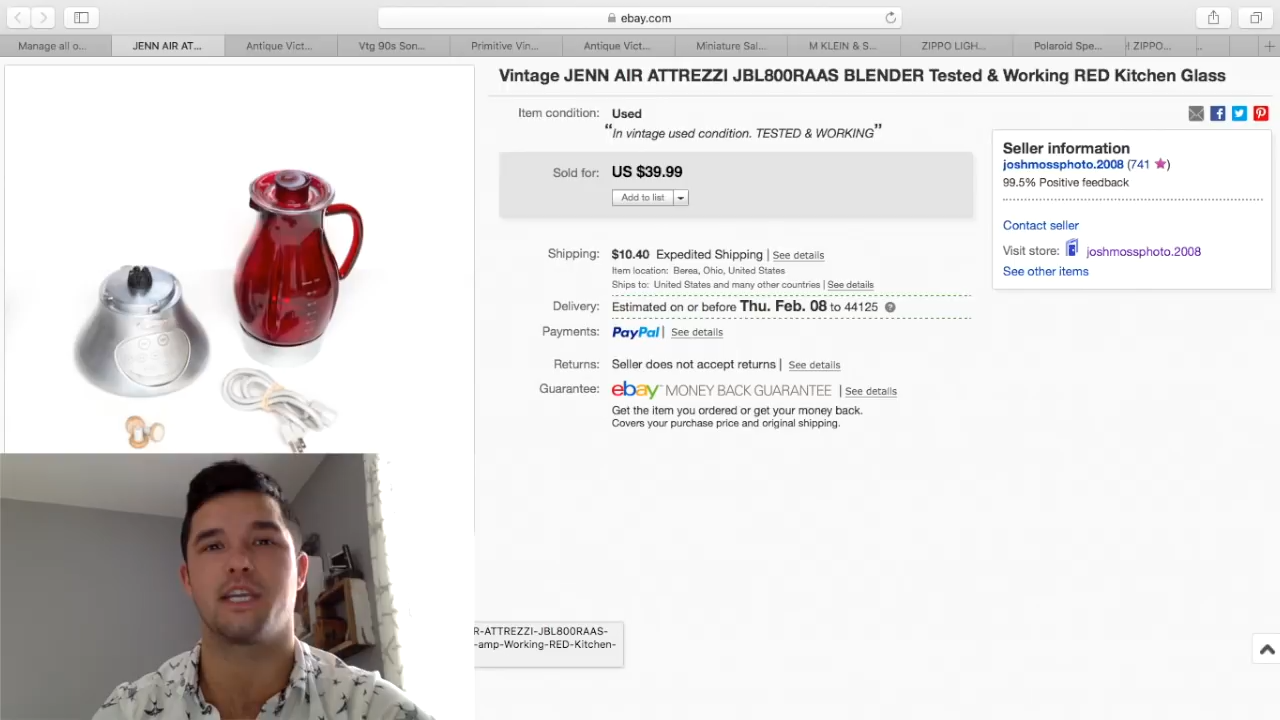 ebay.com
Manage all o...
JENN AIR AT...
Antique Vict...
Vtg 90s Son...
Primitive Vin...
Antique Vict...
Miniature Sal...
M KLEIN & S...
ZIPPO LIGH...
Polaroid Spe...
ZIPPO...
Vintage JENN AIR ATTREZZI JBL800RAAS BLENDER Tested & Working RED Kitchen Glass
Item condition: Used
"In vintage used condition. TESTED & WORKING"
Sold for: US $39.99
Add to list
Shipping: $10.40 Expedited Shipping | See details
Item location: Berea, Ohio, United States
Ships to: United States and many other countries | See details
Delivery: Estimated on or before Thu. Feb. 08 to 44125 ?
Payments: PayPal | See details
Returns: Seller does not accept returns | See details
Guarantee: ebay MONEY BACK GUARANTEE | See details
Get the item you ordered or get your money back.
Covers your purchase price and original shipping.
Seller information
joshmossphoto.2008 (741 ★)
99.5% Positive feedback
Contact seller
Visit store: joshmossphoto.2008
See other items
R-ATTREZZI-JBL800RAAS-
-amp-Working-RED-Kitchen-